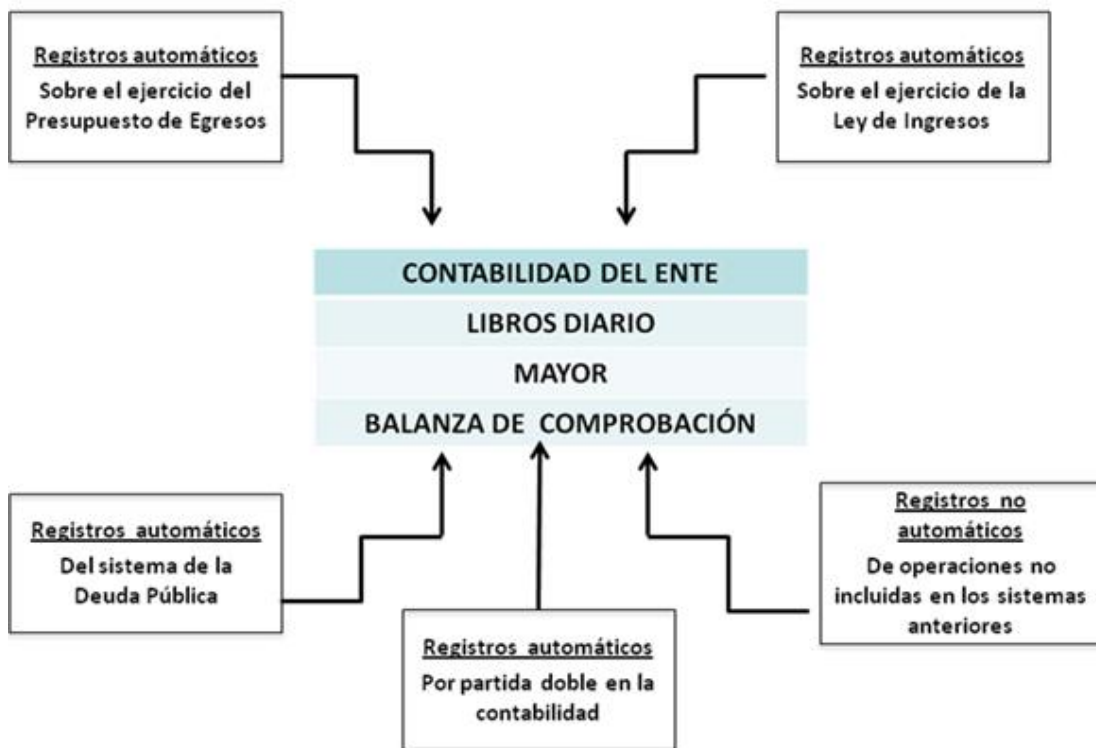 Registros automáticos
Sobre el ejercicio del
Presupuesto de Egresos
Registros automáticos
Sobre el ejercicio de la
Ley de Ingresos
CONTABILIDAD DEL ENTE
LIBROS DIARIO
MAYOR
BALANZA DE COMPROBACIÓN
Registros automáticos
Del sistema de la
Deuda Pública
Registros automáticos
Por partida doble en la
contabilidad
Registros no
automáticos
De operaciones no
incluidas en los sistemas
anteriores